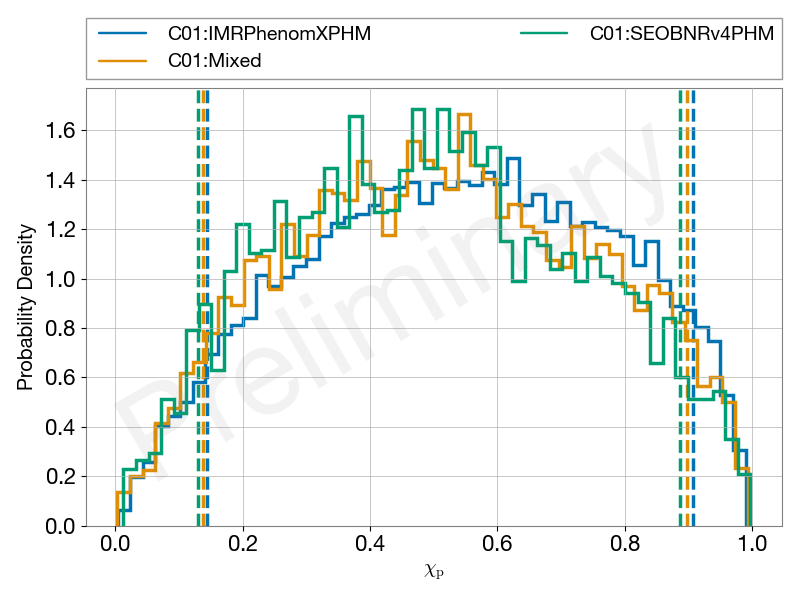 C01:IMRPhenomXPHM
C01:SEOBNRv4PHM
C01:Mixed
Preliminary
Probability Density
1.6
1.4
1.2
1.0
0.8
0.6
0.4
0.2
0.0
0.0 0.2 0.4 0.6 0.8 1.0
χp